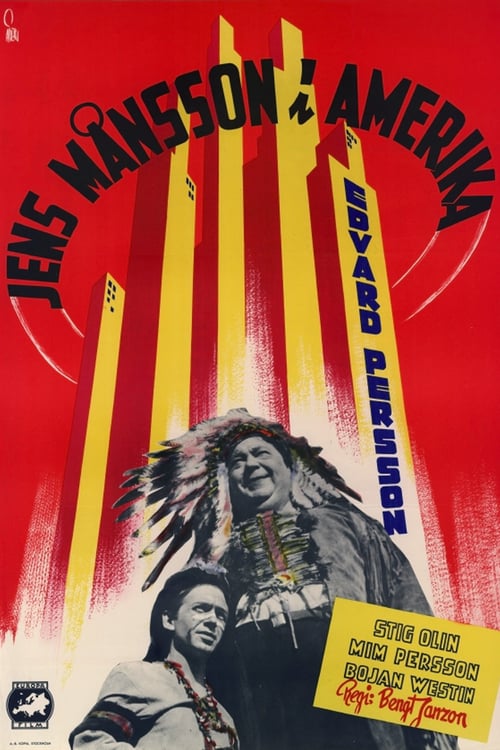 JENS MÅNSSON i AMERIKA
EDVARD PERSSON
STIG OLIN
MIM PERSSON
BOJAN WESTIN
Regi: Bengt Janzon
EUROPA
FILM